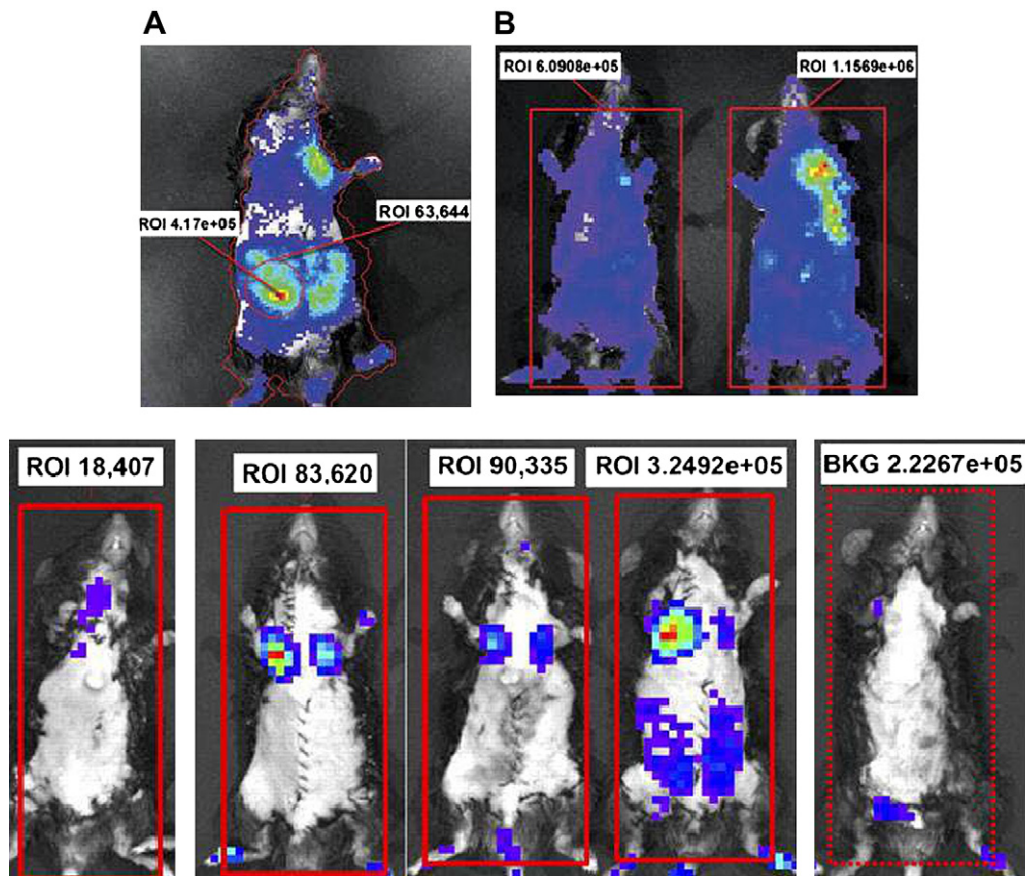 A
B
ROI 6.0908e+05
ROI 1.1569e+06
ROI 4.17e+05
ROI 63,644
ROI 18,407
ROI 83,620
ROI 90,335
ROI 3.2492e+05
BKG 2.2267e+05